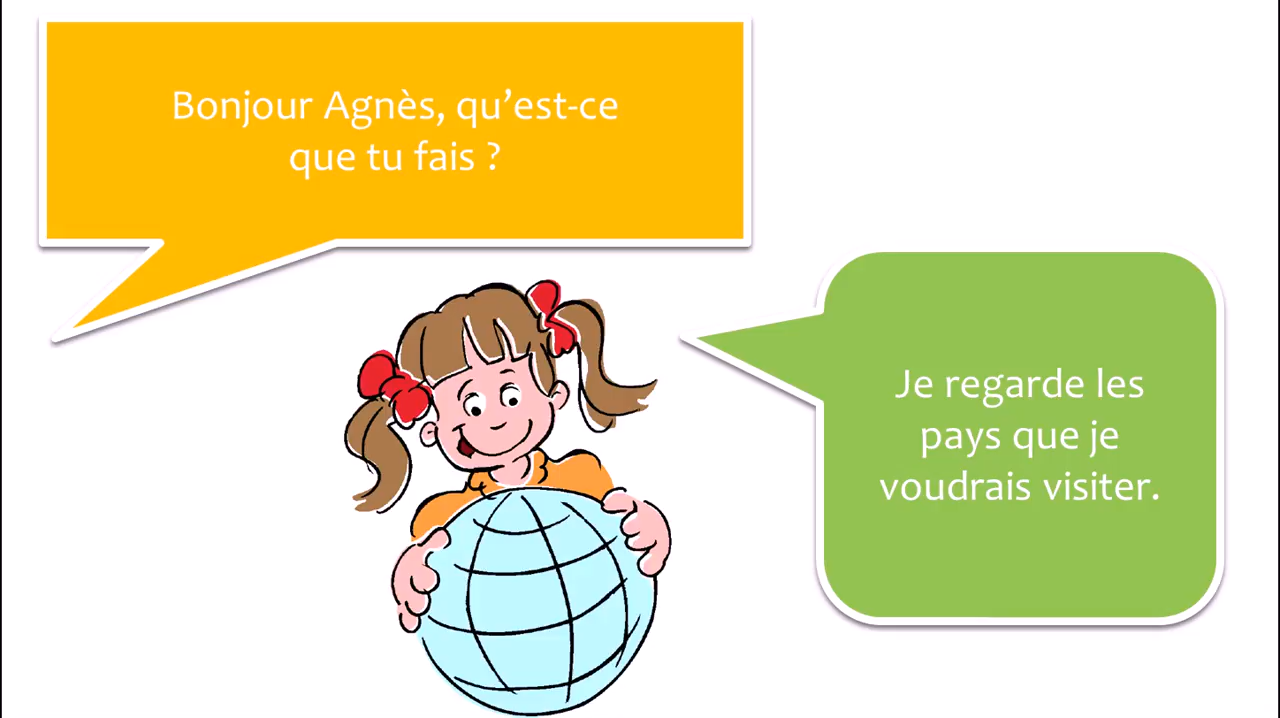 Bonjour Agnès, qu’est-ce
que tu fais ?
Je regarde les
pays que je
voudrais visiter.